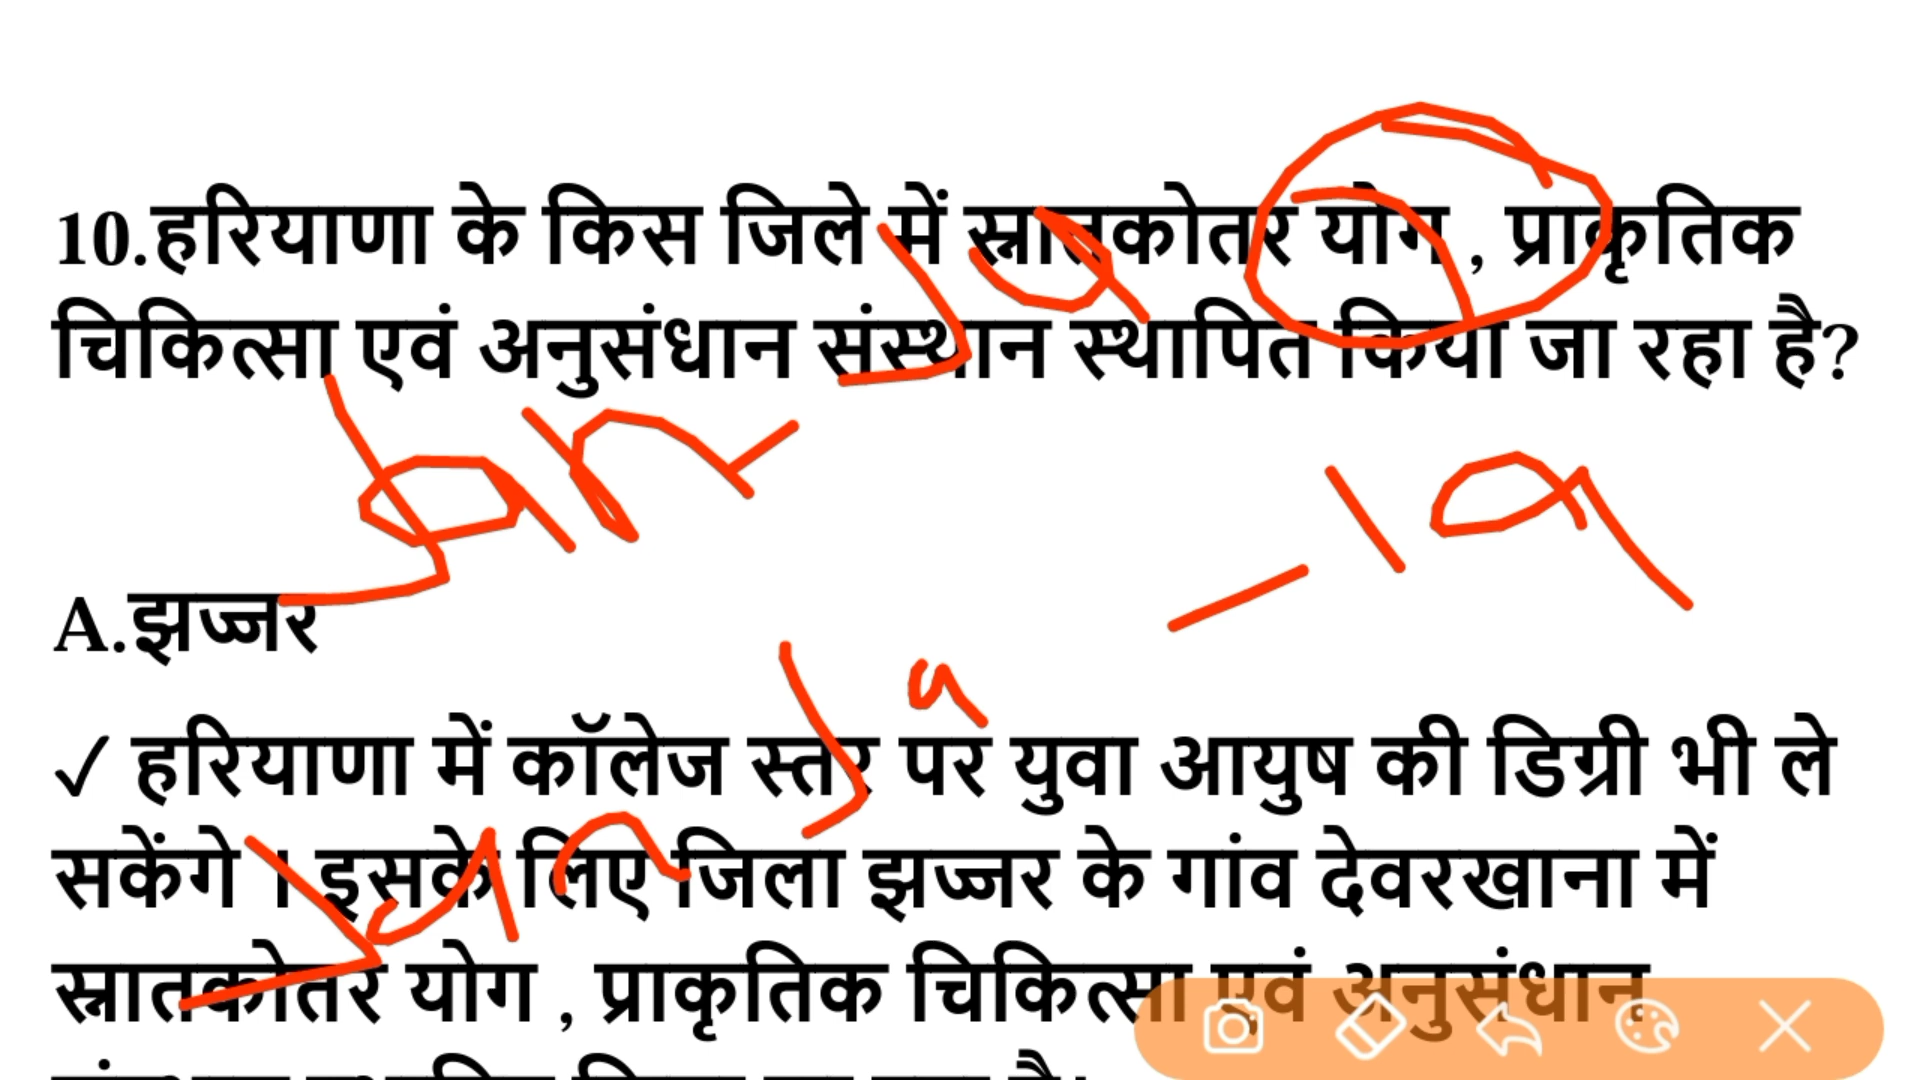 10.हरियाणा के किस जिले में स्नातकोतर योग , प्राकृतिक
चिकित्सा एवं अनुसंधान संस्थान स्थापित किया जा रहा है?
A.झज्जर
✓ हरियाणा में कॉलेज स्तर पर युवा आयुष की डिग्री भी ले
सकेंगे । इसके लिए जिला झज्जर के गांव देवरखाना में
स्नातकोतर योग , प्राकृतिक चिकित्सा एवं अनुसंधान